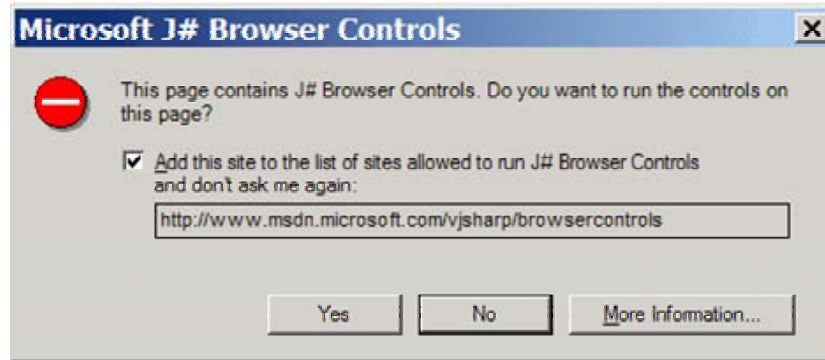 Microsoft J# Browser Controls
This page contains J# Browser Controls. Do you want to run the controls on
this page?
Add this site to the list of sites allowed to run J# Browser Controls
and don't ask me again:
http://www.msdn.microsoft.com/vjsharp/browsercontrols
Yes No More Information...